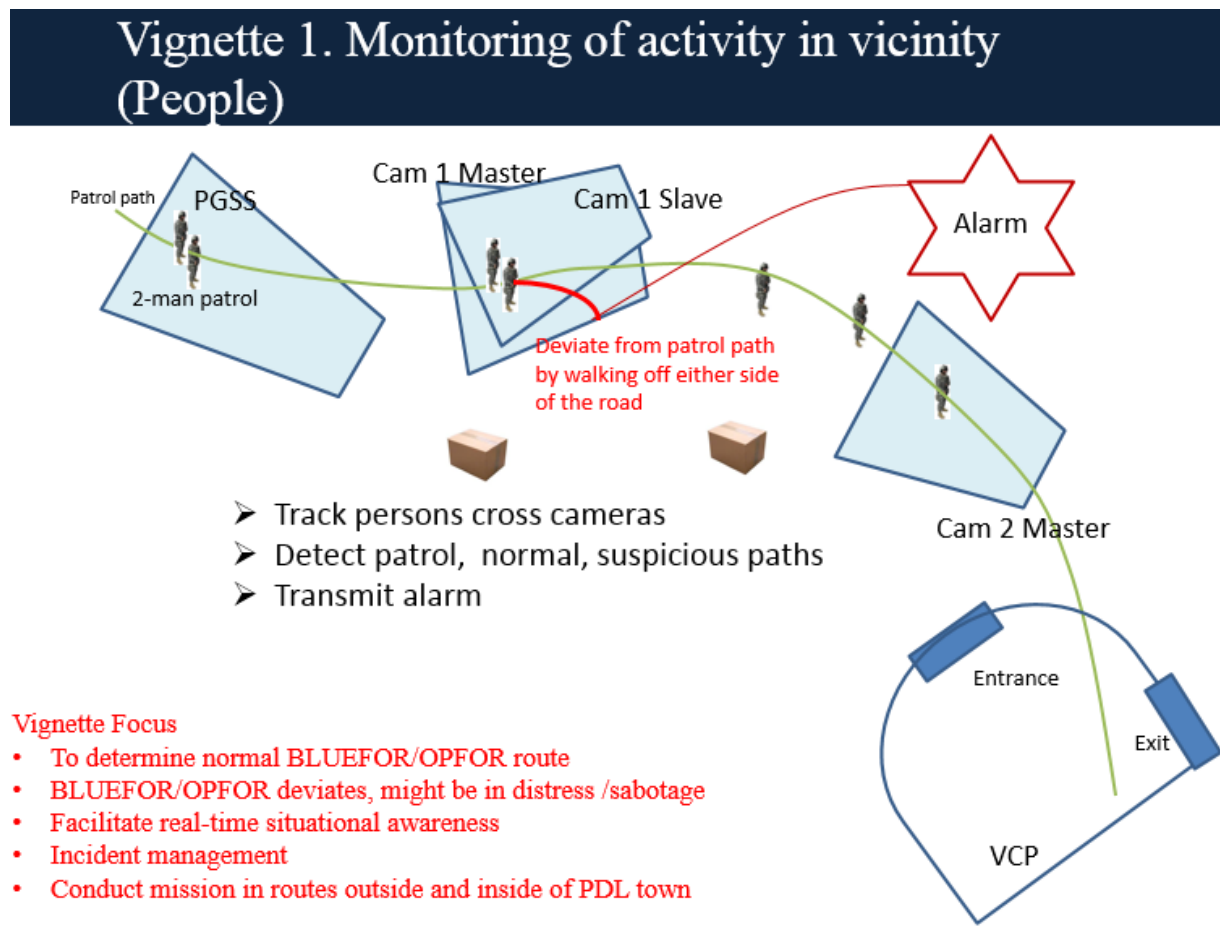 Vignette 1. Monitoring of activity in vicinity
(People)
Cam 1 Master
Patrol path
PGSS
Cam 1 Slave
Alarm
2-man patrol
Deviate from patrol path
by walking off either side
of the road
➢ Track persons cross cameras
➢ Detect patrol, normal, suspicious paths
➢ Transmit alarm
Cam 2 Master
Entrance
Exit
VCP
Vignette Focus
• To determine normal BLUEFOR/OPFOR route
• BLUEFOR/OPFOR deviates, might be in distress /sabotage
• Facilitate real-time situational awareness
• Incident management
• Conduct mission in routes outside and inside of PDL town